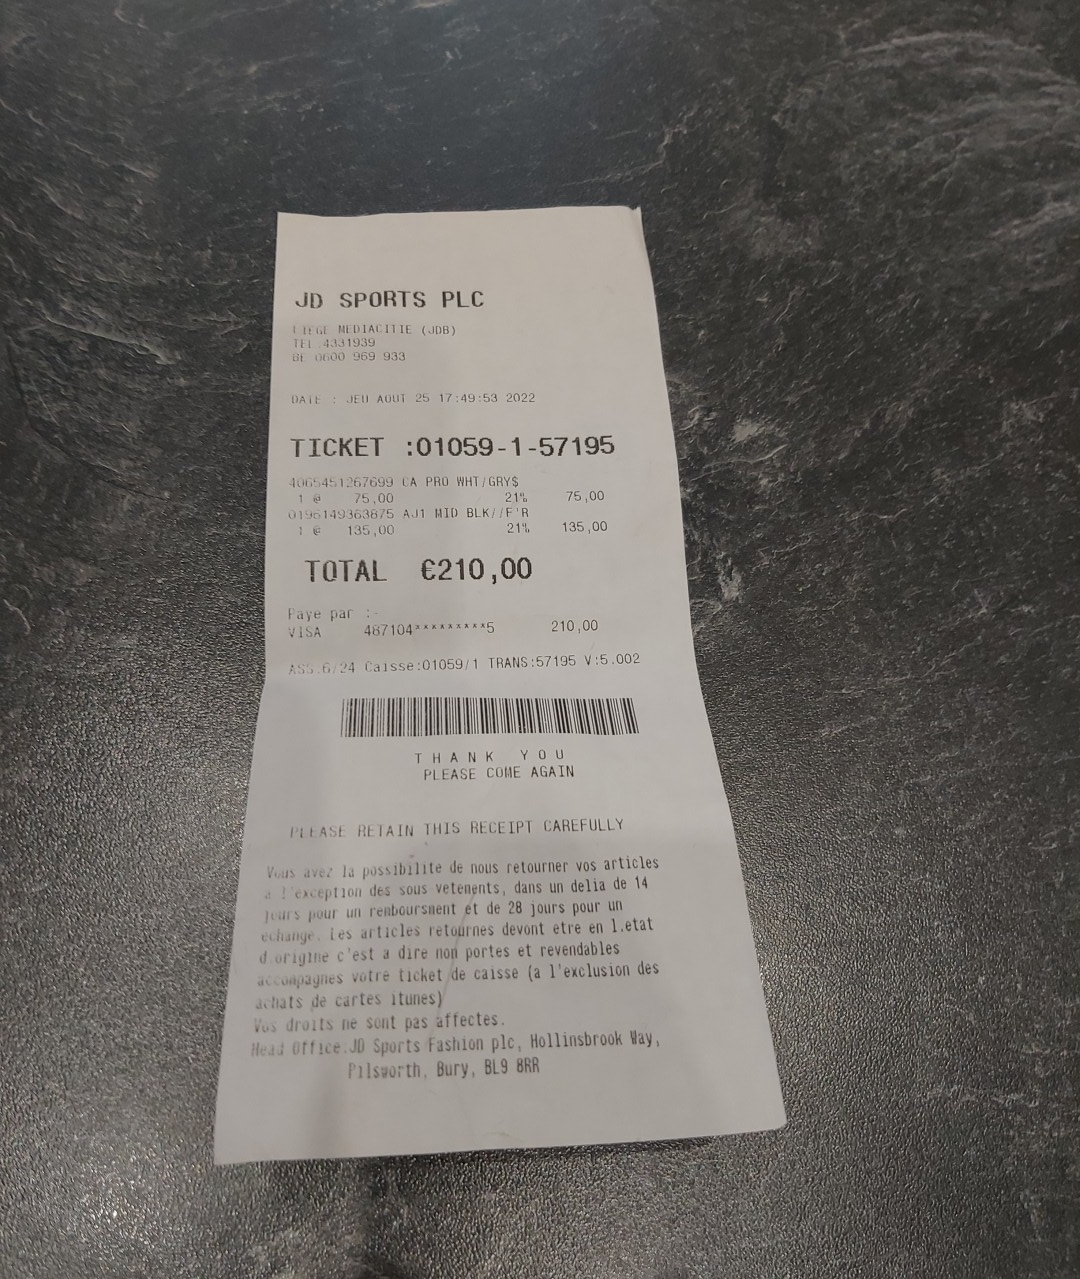 JD SPORTS PLC
LIEGE MEDIACITIE (JDB)
TEL 4331939
BE 0600 969 933
DATE : JEU AOUT 25 17:49:53 2022
TICKET :01059-1-57195
4065451267699 CA PRO WHT/GRY$
1 @ 75,00 21% 75,00
0196149363875 AJ1 MID BLK//F'R
1 @ 135,00 21% 135,00
TOTAL €210,00
Paye par :-
VISA 487104*********5 210,00
ASS.6/24 Caisse:01059/1 TRANS:57195 V:5.002
THANK YOU
PLEASE COME AGAIN
PLEASE RETAIN THIS RECEIPT CAREFULLY
Vous avez la possibilite de nous retourner vos articles
a l'exception des sous vetenents, dans un delia de 14
jours pour un renboursment et de 28 jours pour un
echange. Les articles retournes devont etre en l.etat
d.origine c'est a dire non portes et revendables
accompagnes votre ticket de caisse (a l'exclusion des
achats de cartes itunes)
Vos droits ne sont pas affectes.
Head Office.JD Sports Fashion plc, Hollinsbrook Way,
Pilsworth, Bury, BL9 8RR